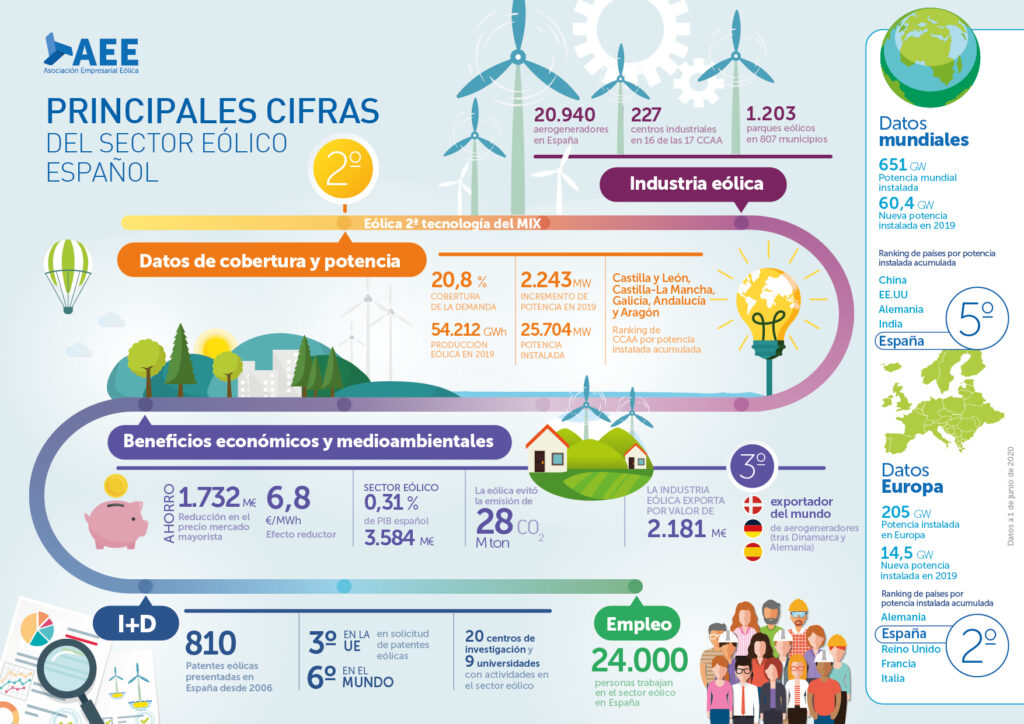 AEE
Asociación Empresarial Eólica
PRINCIPALES CIFRAS
DEL SECTOR EÓLICO
ESPAÑOL
2º
Eólica 2ª tecnología del MIX
20.940
aerogeneradores
en España
227
centros industriales
en 16 de las 17 CCAA
1.203
parques eólicos
en 807 municipios
Industria eólica
Datos de cobertura y potencia
20,8 %
COBERTURA
DE LA DEMANDA
54.212 GWh
PRODUCCIÓN
EÓLICA EN 2019
2.243 MW
INCREMENTO DE
POTENCIA EN 2019
25.704 MW
POTENCIA
INSTALADA
Castilla y León,
Castilla-La Mancha,
Galicia, Andalucía
y Aragón
Ranking de
CCAA por potencia
instalada acumulada
Beneficios económicos y medioambientales
AHORRO
1.732 M€
Reducción en el
precio mercado
mayorista
6,8
€/MWh
Efecto reductor
SECTOR EÓLICO
0,31 %
de PIB español
3.584 M€
La eólica evitó
la emisión de
28 CO2
M ton
LA INDUSTRIA
EÓLICA EXPORTA
POR VALOR DE
2.181 M€
3º
exportador
del mundo
de aerogeneradores
(tras Dinamarca y
Alemania)
I+D
810
Patentes eólicas
presentadas en
España desde 2006
3º EN LA
UE
6º EN EL
MUNDO
en solicitud
de patentes
eólicas
20 centros de
investigación y
9 universidades
con actividades en
el sector eólico
Empleo
24.000
personas trabajan
en el sector eólico
en España
Datos
mundiales
651 GW
Potencia mundial
instalada
60,4 GW
Nueva potencia
instalada en 2019
Ranking de países por potencia
instalada acumulada
China
EE.UU
Alemania
India
España
5º
Datos
Europa
205 GW
Potencia instalada
en Europa
14,5 GW
Nueva potencia
instalada en 2019
Ranking de países por
potencia instalada acumulada
Alemania
España
Reino Unido
Francia
Italia
2º
Datos a 1 de junio de 2020